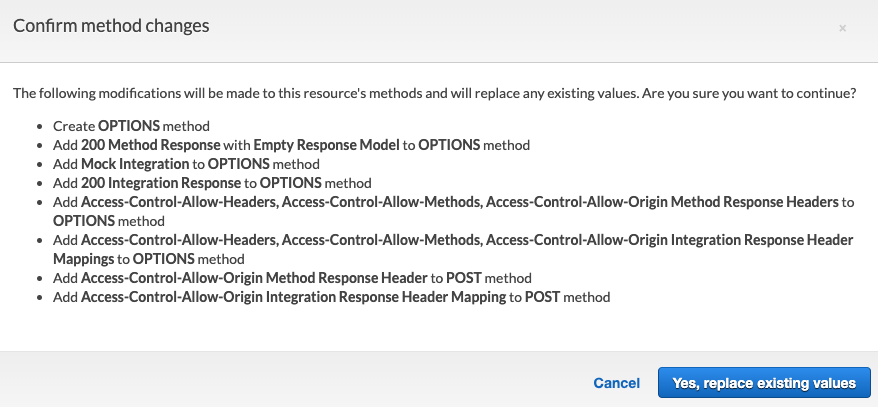 Confirm method changes
×
The following modifications will be made to this resource's methods and will replace any existing values. Are you sure you want to continue?
• Create OPTIONS method
• Add 200 Method Response with Empty Response Model to OPTIONS method
• Add Mock Integration to OPTIONS method
• Add 200 Integration Response to OPTIONS method
• Add Access-Control-Allow-Headers, Access-Control-Allow-Methods, Access-Control-Allow-Origin Method Response Headers to
OPTIONS method
• Add Access-Control-Allow-Headers, Access-Control-Allow-Methods, Access-Control-Allow-Origin Integration Response Header
Mappings to OPTIONS method
• Add Access-Control-Allow-Origin Method Response Header to POST method
• Add Access-Control-Allow-Origin Integration Response Header Mapping to POST method
Cancel
Yes, replace existing values